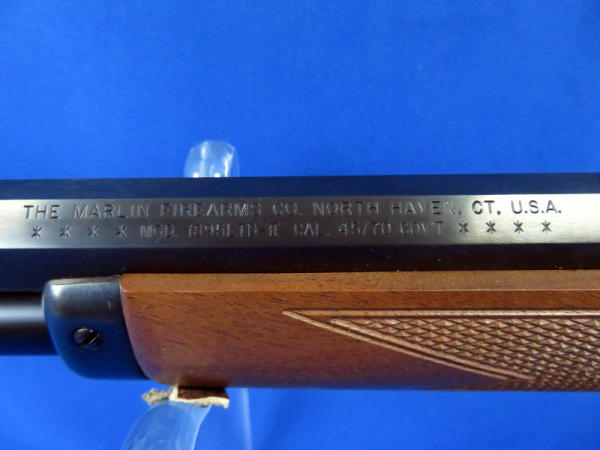 THE MARLIN FIREARMS CO. NORTH HAVEN, CT. U.S.A.
* * * * MOD. 1895LTD-II CAL. 45/70 GOVT. * * * *